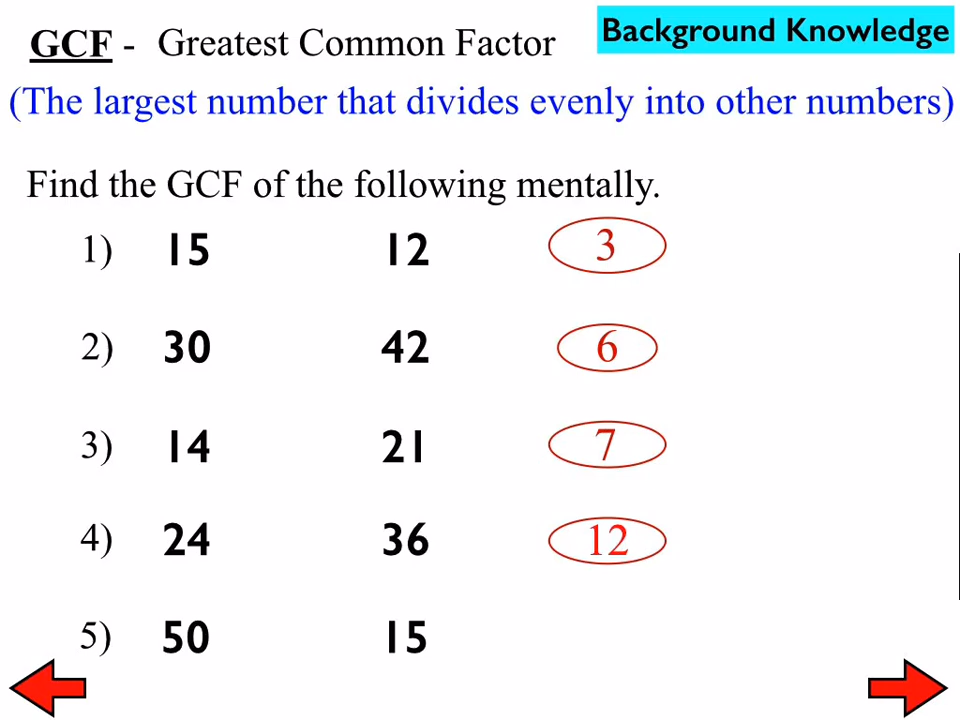 GCF - Greatest Common Factor
Background Knowledge
(The largest number that divides evenly into other numbers)
Find the GCF of the following mentally.
1) 15 12 3
2) 30 42 6
3) 14 21 7
4) 24 36 12
5) 50 15